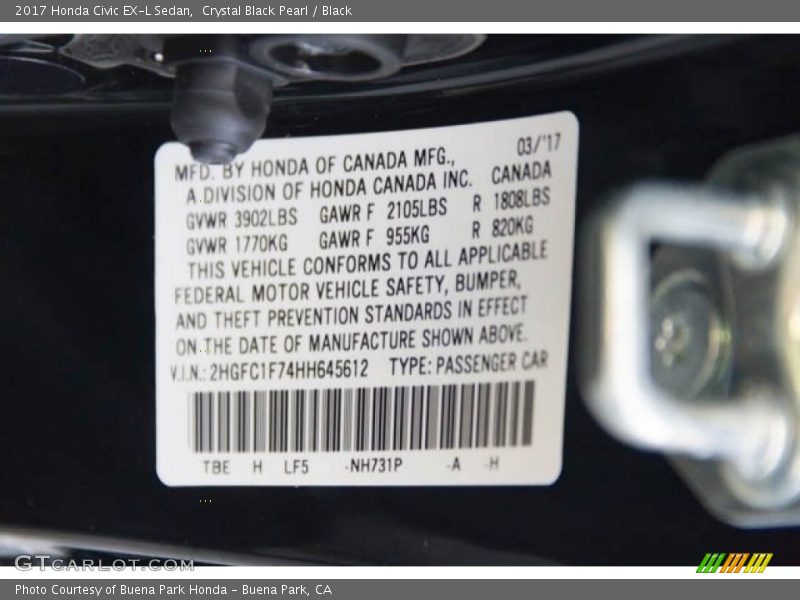 2017 Honda Civic EX-L Sedan,  Crystal Black Pearl / Black
03/'17
MFD. BY HONDA OF CANADA MFG.,
A DIVISION OF HONDA CANADA INC. CANADA
GVWR 3902LBS GAWR F 2105LBS R 1808LBS
GVWR 1770KG GAWR F 955KG R 820KG
THIS VEHICLE CONFORMS TO ALL APPLICABLE
FEDERAL MOTOR VEHICLE SAFETY, BUMPER,
AND THEFT PREVENTION STANDARDS IN EFFECT
ON THE DATE OF MANUFACTURE SHOWN ABOVE.
V.I.N.: 2HGFC1F74HH645612 TYPE: PASSENGER CAR
TBE H LF5 -NH731P -A -H
GTCARLOT.COM
Photo Courtesy of Buena Park Honda - Buena Park, CA